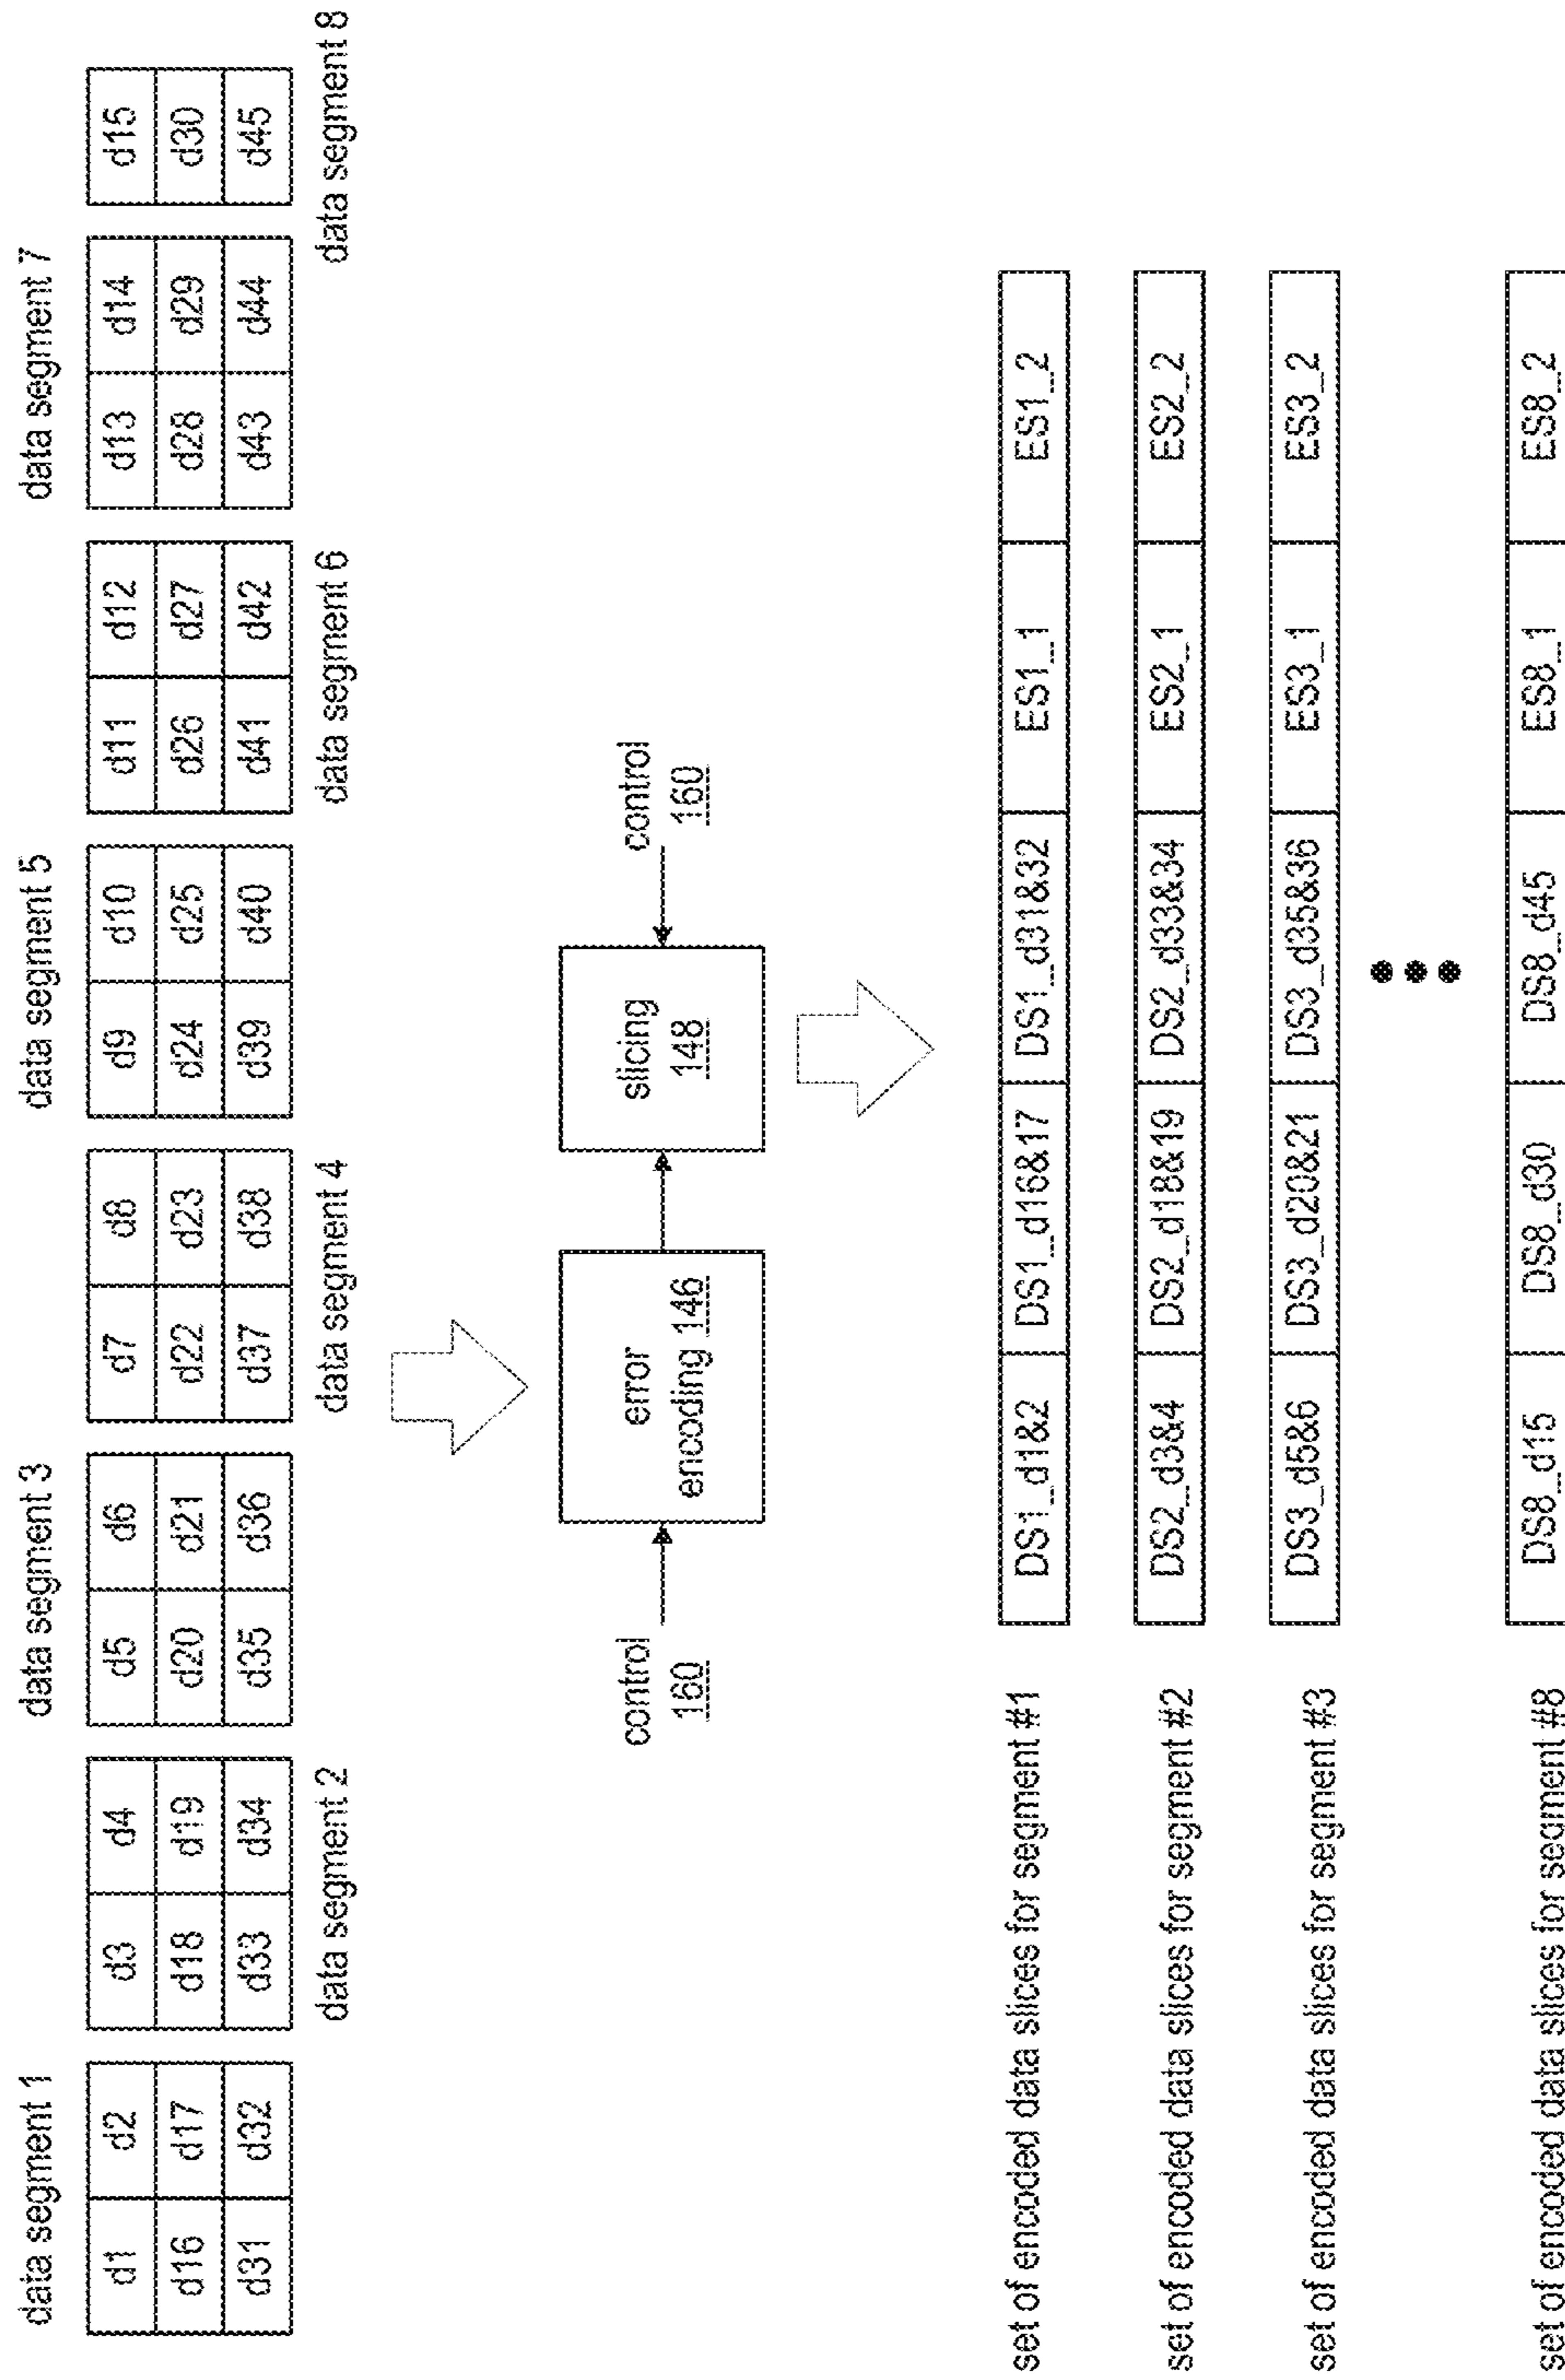 data segment 1
data segment 3
data segment 5
data segment 7
d1 d2 d3 d4 d5 d6 d7 d8 d9 d10 d11 d12 d13 d14 d15
d16 d17 d18 d19 d20 d21 d22 d23 d24 d25 d26 d27 d28 d29 d30
d31 d32 d33 d34 d35 d36 d37 d38 d39 d40 d41 d42 d43 d44 d45
data segment 2
data segment 4
data segment 6
data segment 8
control
160
error
encoding 146
slicing
148
control
160
set of encoded data slices for segment #1 DS1_d1&2 DS1_d16&17 DS1_d31&32 ES1_1 ES1_2
set of encoded data slices for segment #2 DS2_d3&4 DS2_d18&19 DS2_d33&34 ES2_1 ES2_2
set of encoded data slices for segment #3 DS3_d5&6 DS3_d20&21 DS3_d35&36 ES3_1 ES3_2
set of encoded data slices for segment #8 DS8_d15 DS8_d30 DS8_d45 ES8_1 ES8_2